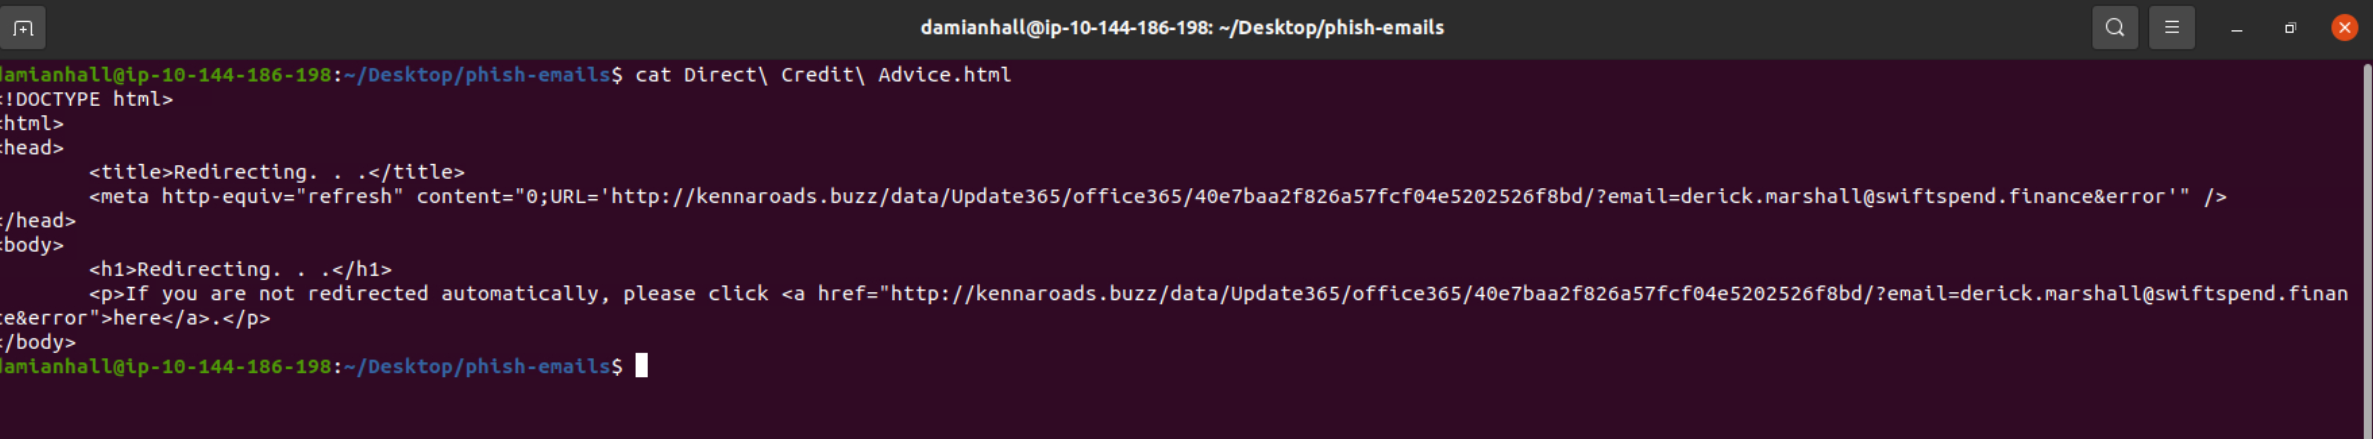 damianhall@ip-10-144-186-198: ~/Desktop/phish-emails
damianhall@ip-10-144-186-198:~/Desktop/phish-emails$ cat Direct\ Credit\ Advice.html
<!DOCTYPE html>
<html>
<head>
        <title>Redirecting. . .</title>
        <meta http-equiv="refresh" content="0;URL='http://kennaroads.buzz/data/Update365/office365/40e7baa2f826a57fcf04e5202526f8bd/?email=derick.marshall@swiftspend.finance&error'" />
</head>
<body>
        <h1>Redirecting. . .</h1>
        <p>If you are not redirected automatically, please click <a href="http://kennaroads.buzz/data/Update365/office365/40e7baa2f826a57fcf04e5202526f8bd/?email=derick.marshall@swiftspend.finan
ce&error">here</a>.</p>
</body>
damianhall@ip-10-144-186-198:~/Desktop/phish-emails$